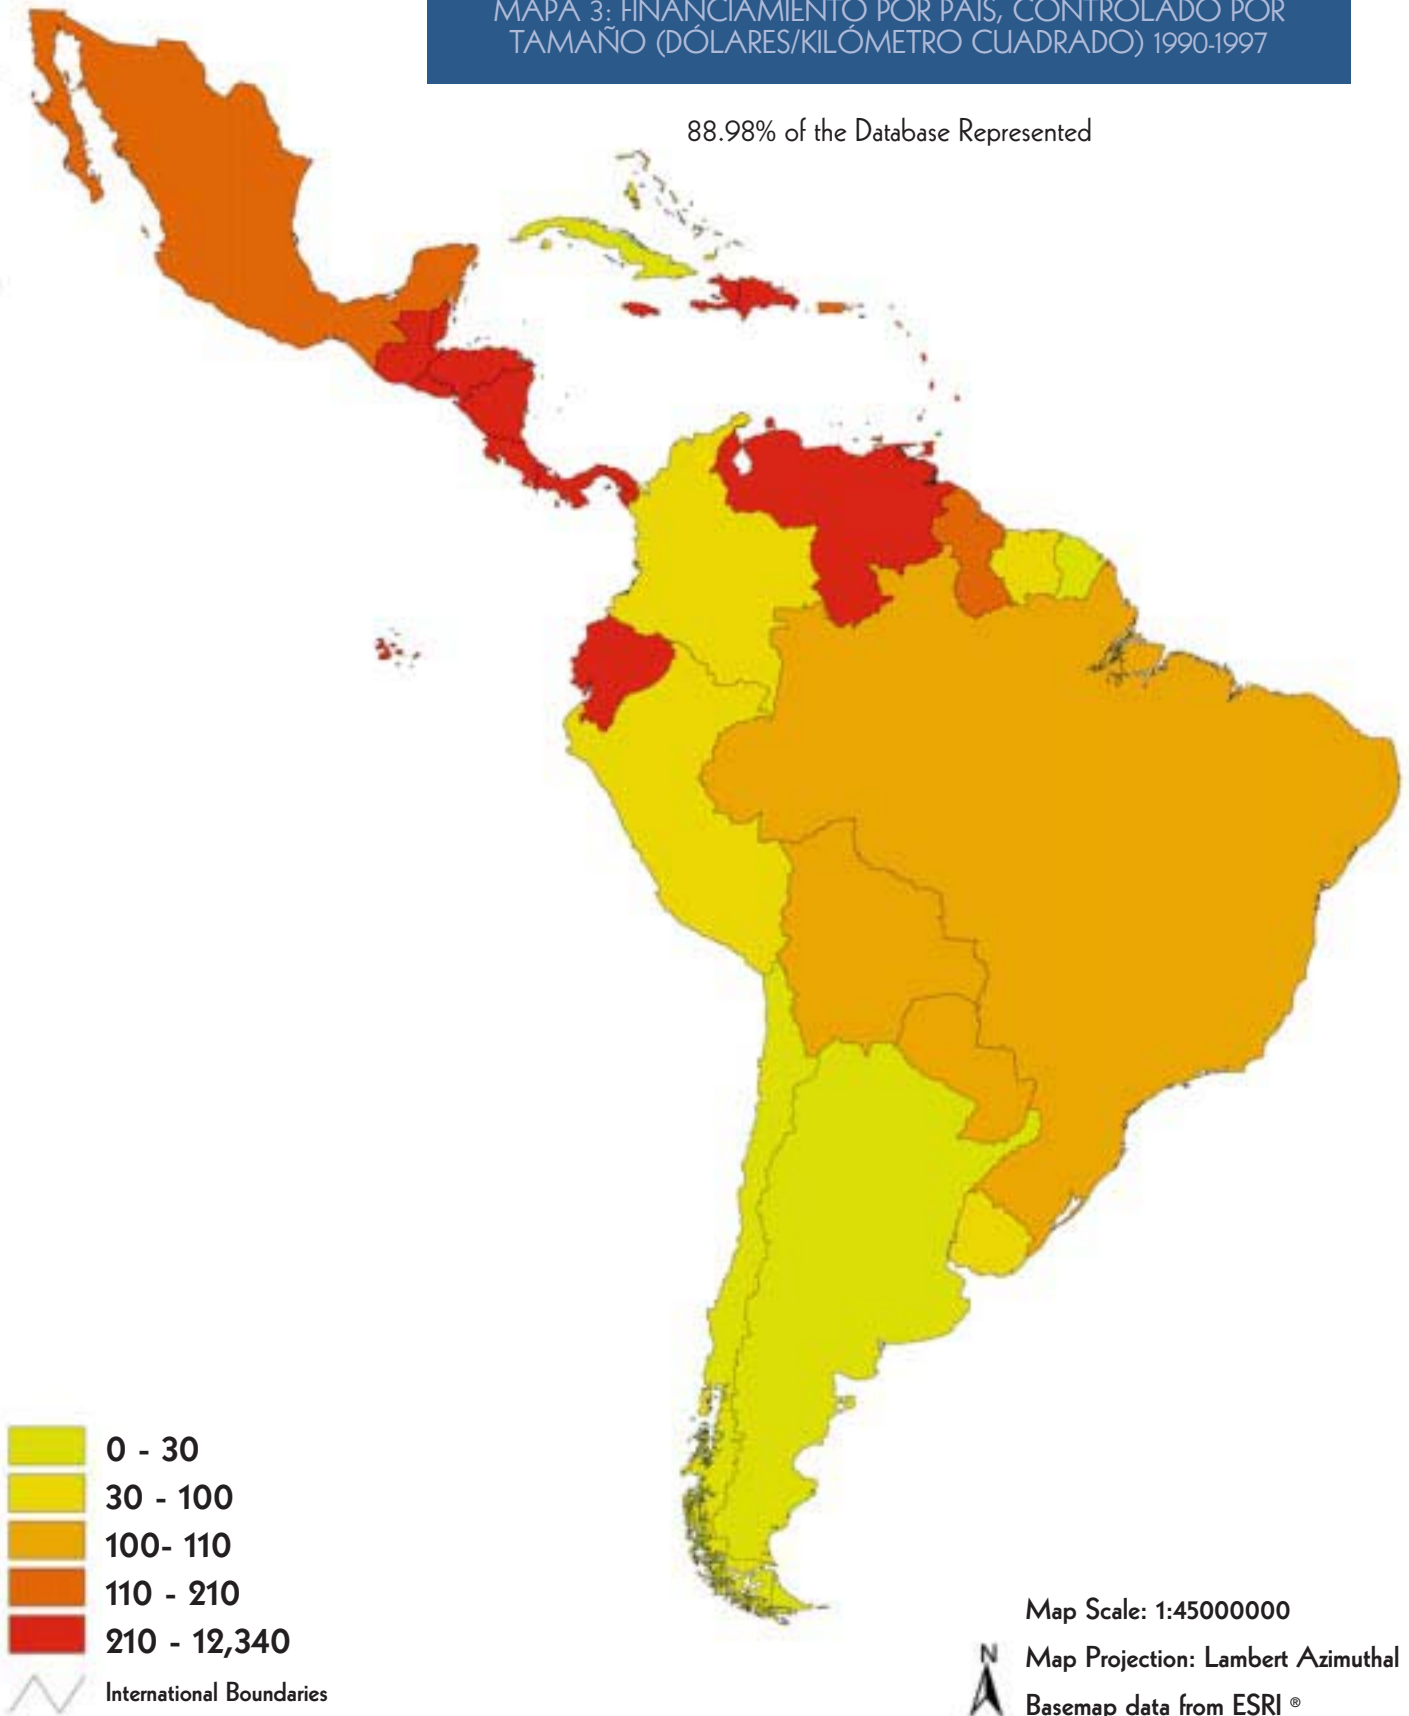 MAPA 3: FINANCIAMIENTO POR PAÍS, CONTROLADO POR
TAMAÑO (DÓLARES/KILÓMETRO CUADRADO) 1990-1997
88.98% of the Database Represented
0 - 30
30 - 100
100- 110
110 - 210
210 - 12,340
International Boundaries
Map Scale: 1:45000000
N
Map Projection: Lambert Azimuthal
Basemap data from ESRI ®